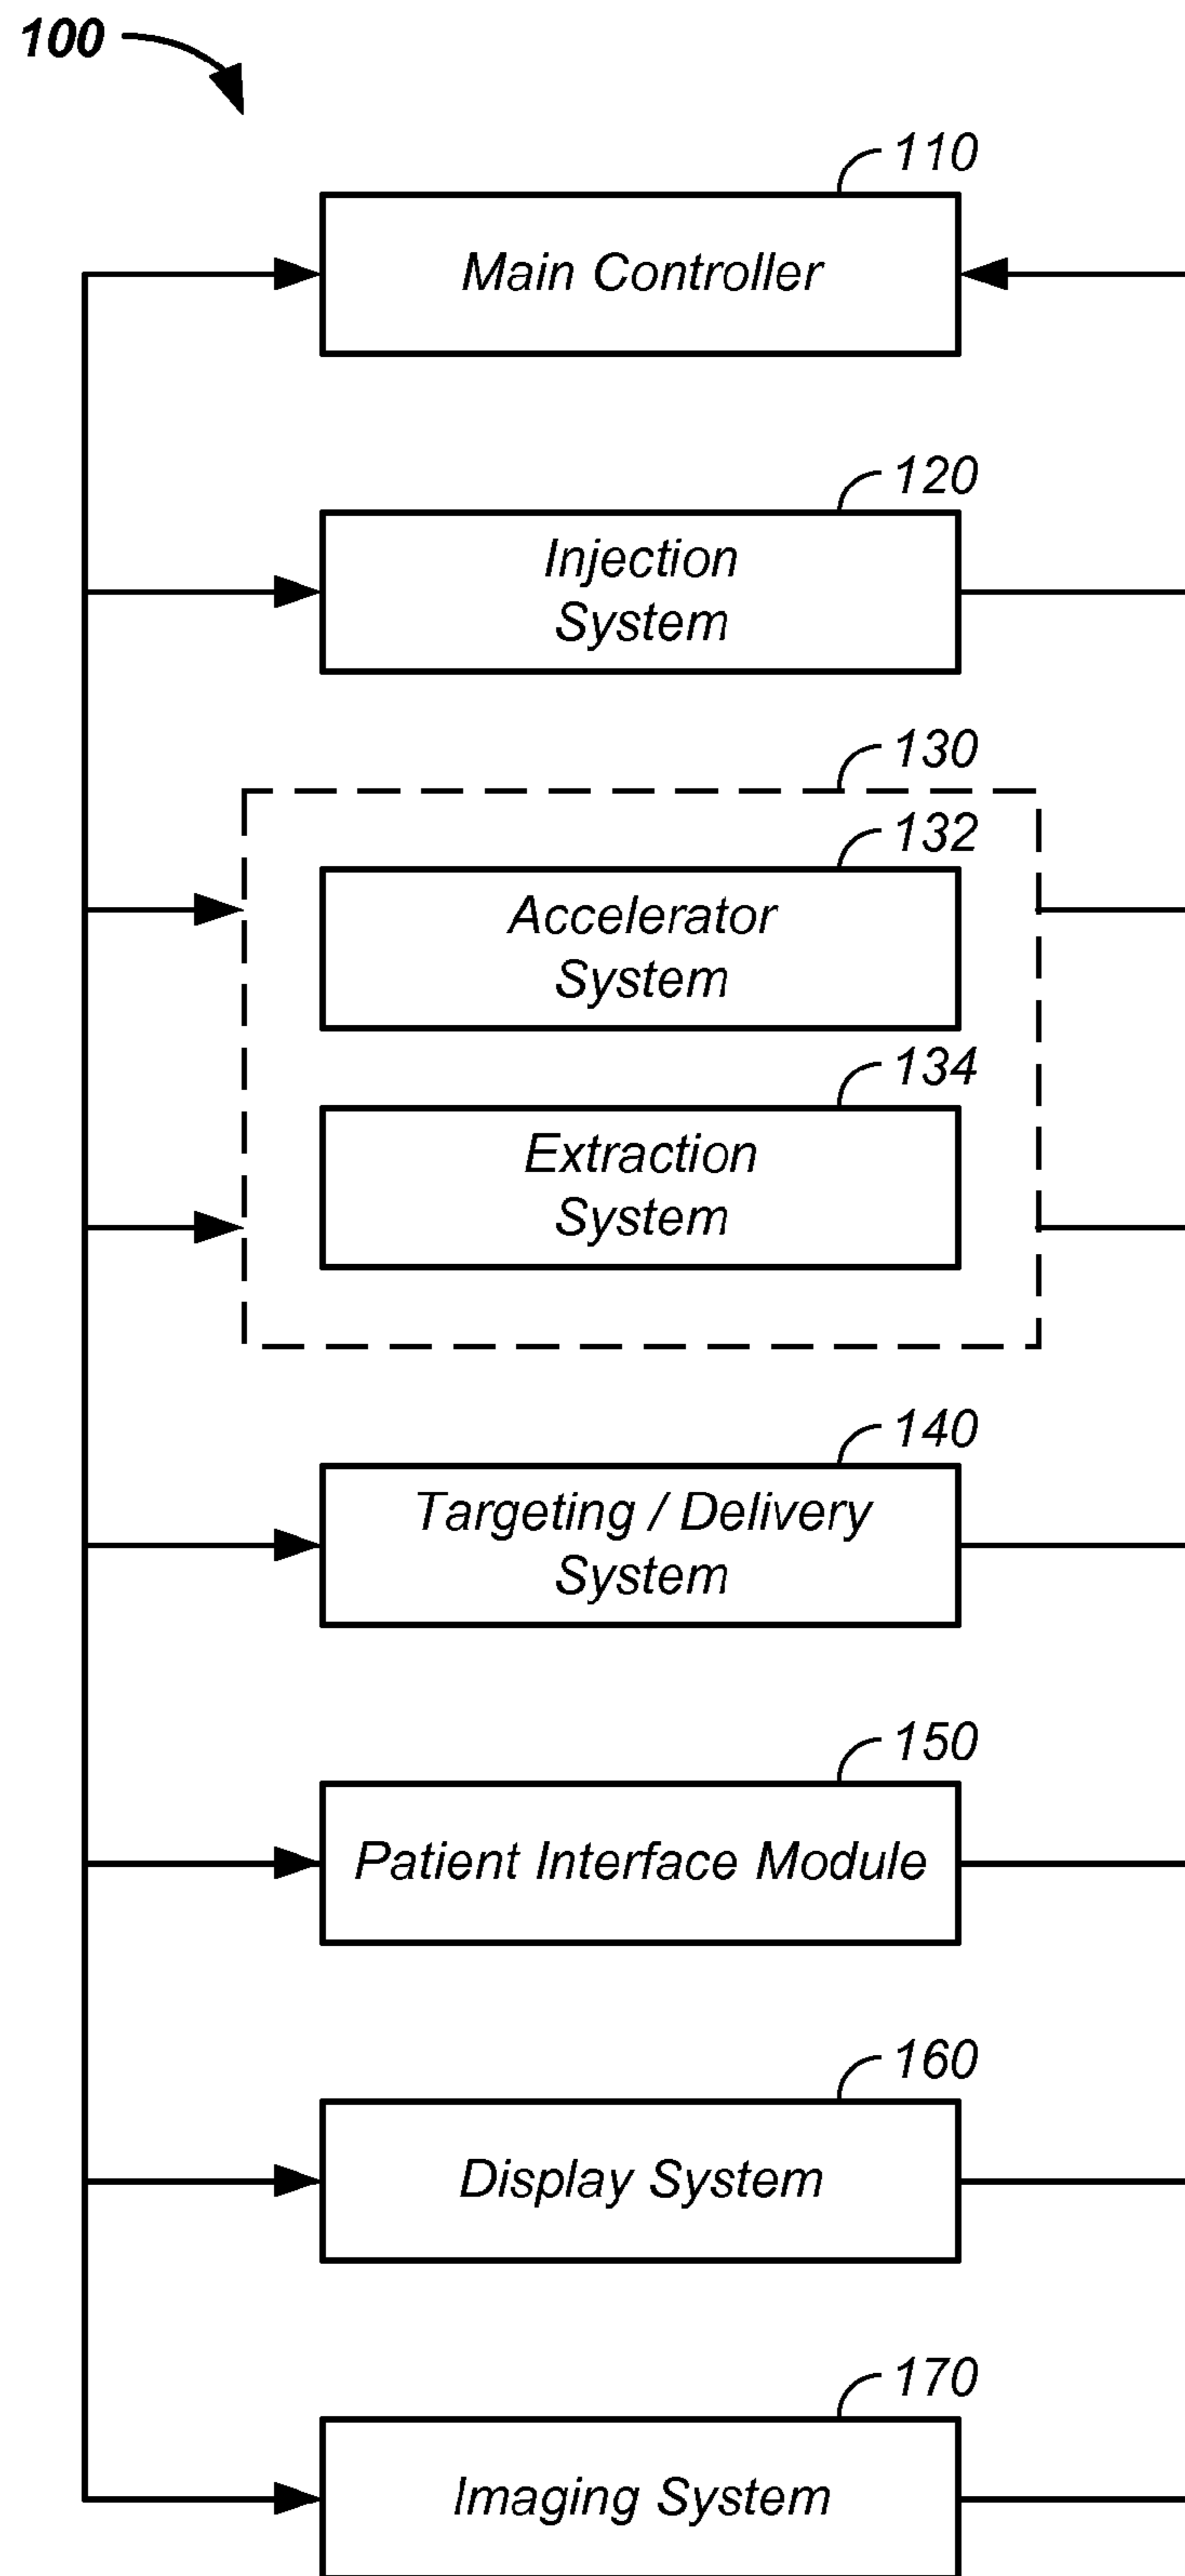 100
110
Main Controller
120
Injection
System
130
132
Accelerator
System
134
Extraction
System
140
Targeting / Delivery
System
150
Patient Interface Module
160
Display System
170
Imaging System